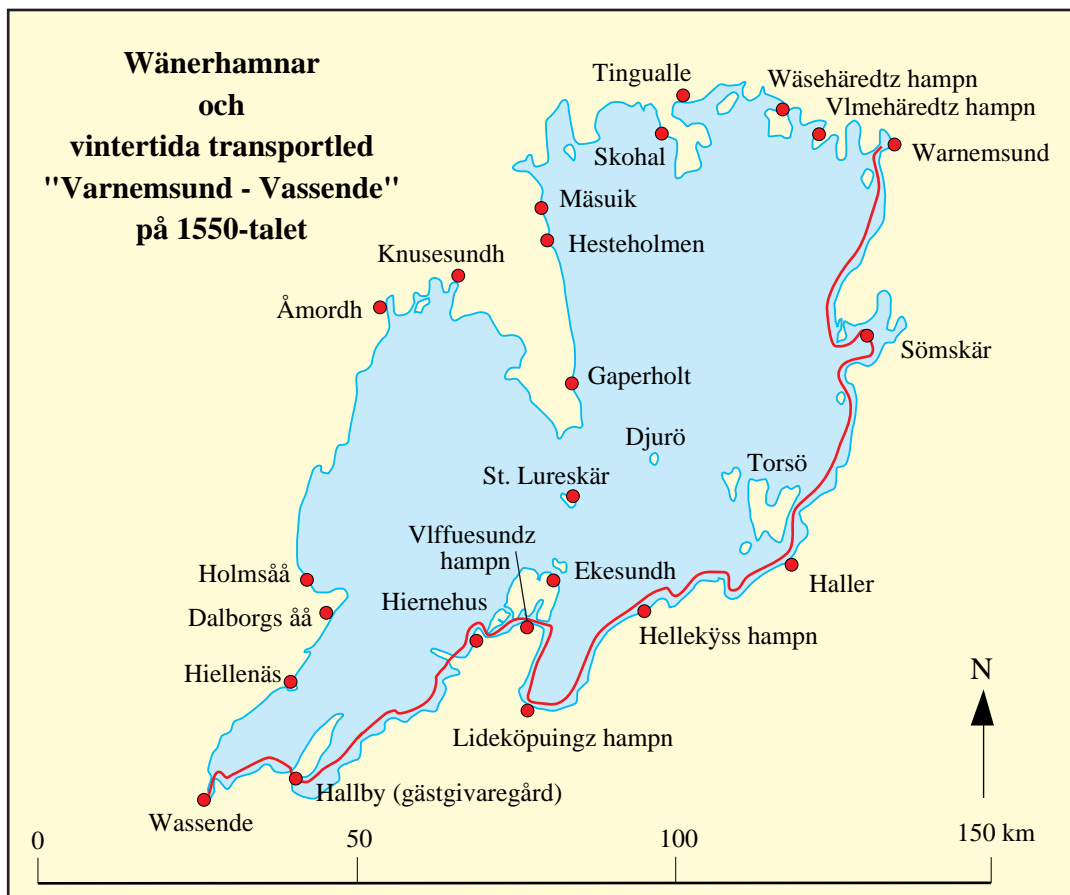 Wänerhamnar
och
vintertida transportled
"Varnemsund - Vassende"
på 1550-talet
Tingualle
Wäsehäredtz hampn
Vlmehäredtz hampn
Skohal
Warnemsund
Mäsuik
Hesteholmen
Knusesundh
Åmordh
Sömskär
Gaperholt
Djurö
Torsö
St. Lureskär
Vlffuesundz
hampn
Holmsåå
Ekesundh
Haller
Hiernehus
Dalborgs åå
Hellekÿss hampn
Hiellenäs
N
Lideköpuingz hampn
Hallby (gästgivaregård)
Wassende
0
50
100
150 km